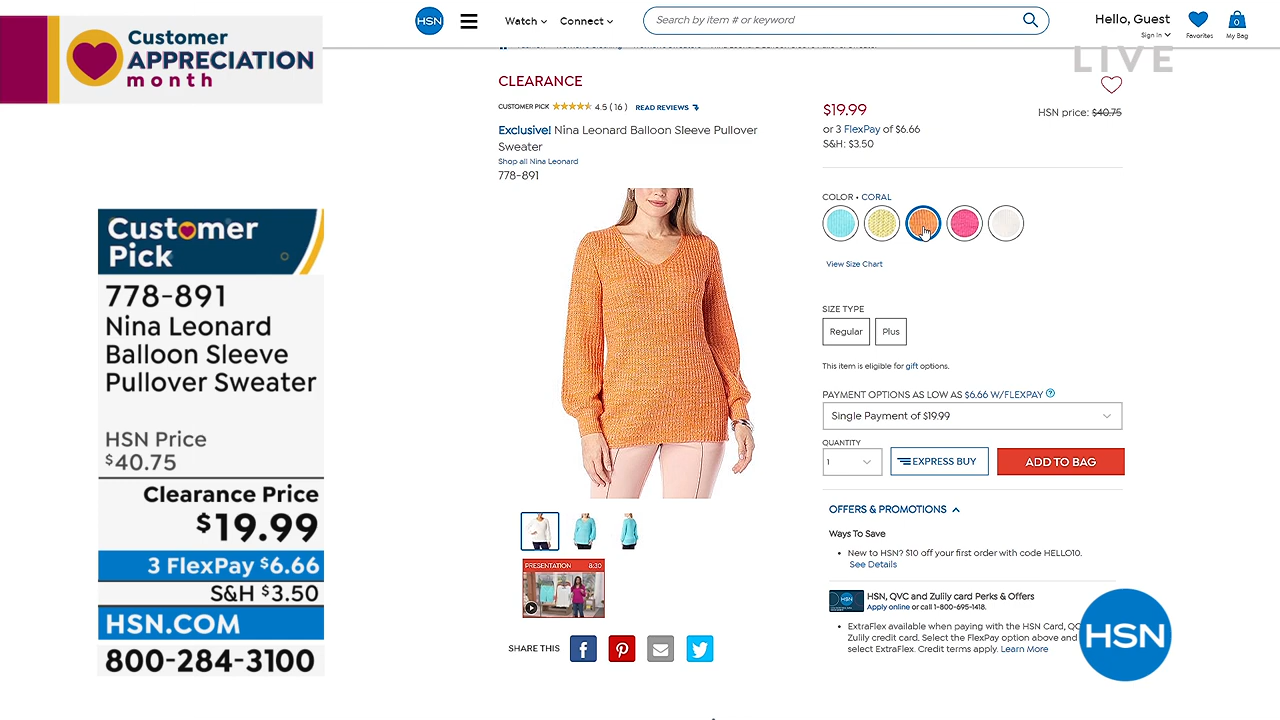 Customer
APPRECIATION
month
Customer
Pick
778-891
Nina Leonard
Balloon Sleeve
Pullover Sweater
HSN Price
$40.75
Clearance Price
$19.99
3 FlexPay $6.66
S&H $3.50
HSN.COM
800-284-3100
HSN
Watch
Connect
Search by item # or keyword
Hello, Guest
Sign In
Favorites
0
My Bag
LIVE
CLEARANCE
CUSTOMER PICK 4.5 ( 16 ) READ REVIEWS
Exclusive! Nina Leonard Balloon Sleeve Pullover
Sweater
Shop all Nina Leonard
778-891
PRESENTATION 8:20
SHARE THIS
$19.99
HSN price: $40.75
or 3 FlexPay of $6.66
S&H: $3.50
COLOR • CORAL
View Size Chart
SIZE TYPE
Regular Plus
This item is eligible for gift options.
PAYMENT OPTIONS AS LOW AS $6.66 W/FLEXPAY ?
Single Payment of $19.99
QUANTITY
1 EXPRESS BUY ADD TO BAG
OFFERS & PROMOTIONS
Ways To Save
• New to HSN? $10 off your first order with code HELLO10.
See Details
HSN, QVC and Zulily card Perks & Offers
Apply online or call 1-800-695-1418.
• ExtraFlex available when paying with the HSN Card, QC
Zulily credit card. Select the FlexPay option above and
select ExtraFlex. Credit terms apply. Learn More
HSN